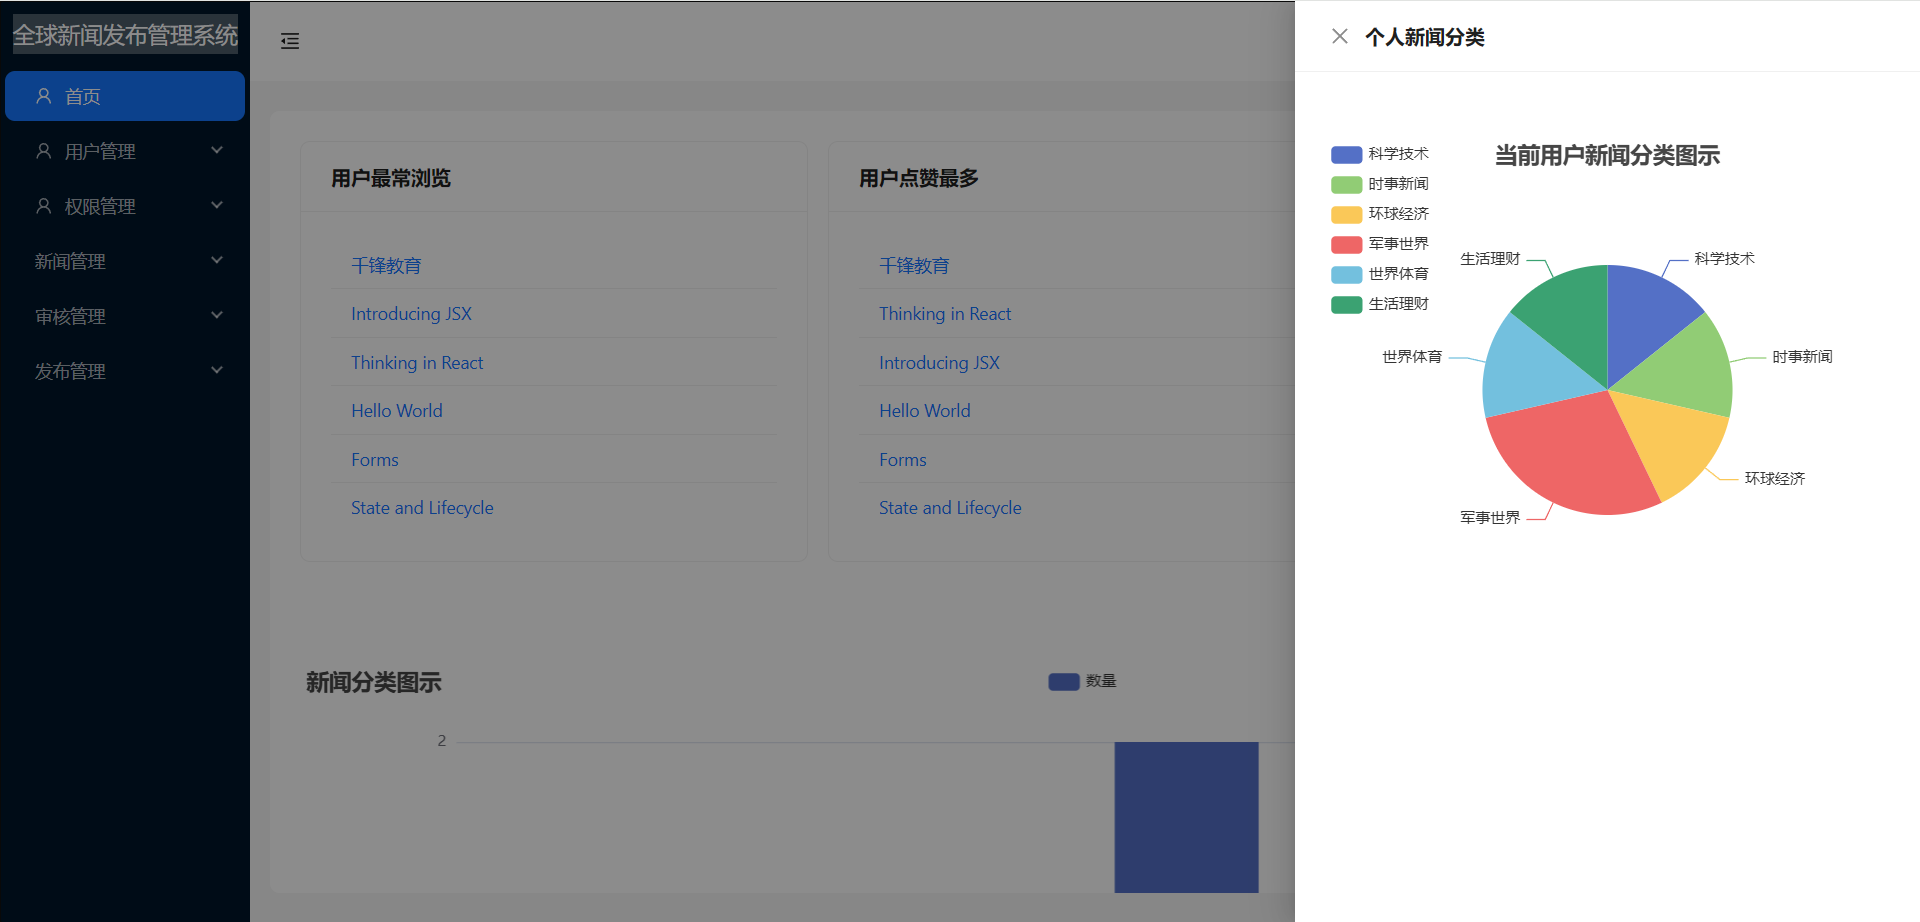 全球新闻发布管理系统
首页
用户管理
权限管理
新闻管理
审核管理
发布管理
用户最常浏览
千锋教育
Introducing JSX
Thinking in React
Hello World
Forms
State and Lifecycle
用户点赞最多
千锋教育
Thinking in React
Introducing JSX
Hello World
Forms
State and Lifecycle
新闻分类图示
数量
2
个人新闻分类
当前用户新闻分类图示
科学技术
时事新闻
环球经济
军事世界
世界体育
生活理财
生活理财
科学技术
世界体育
时事新闻
环球经济
军事世界